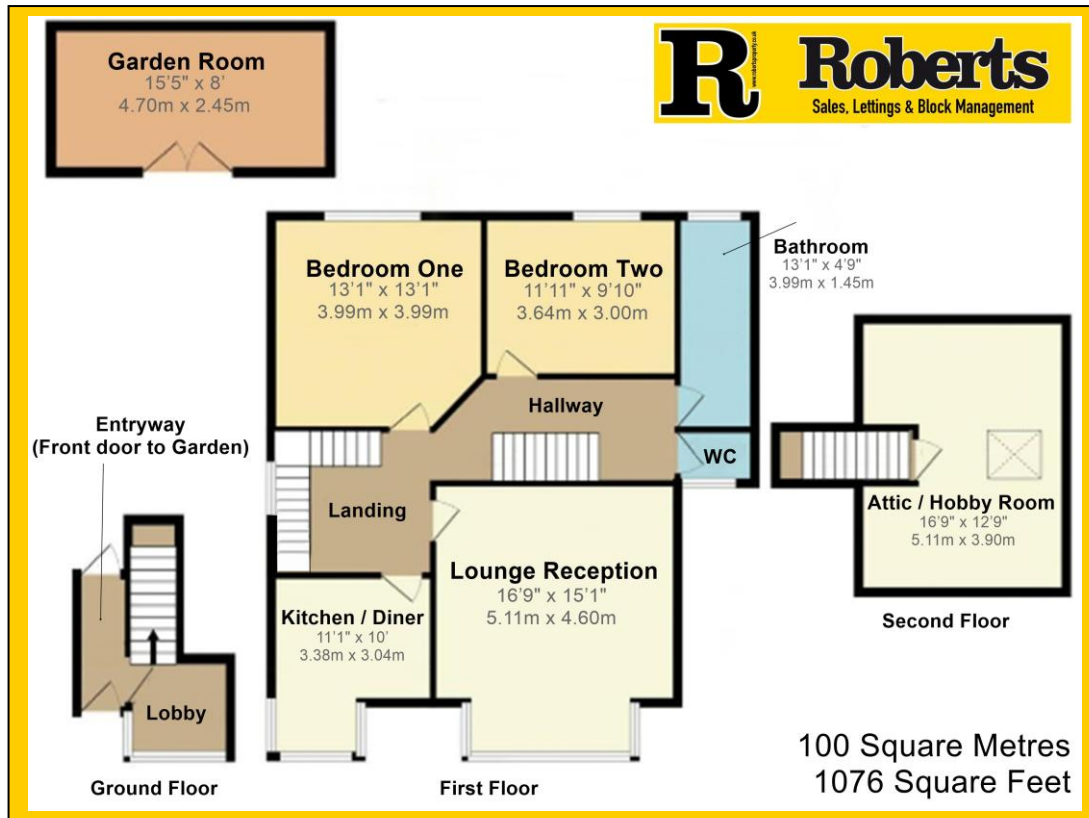 Garden Room
15'5" x 8'
4.70m x 2.45m
R
www.robertsproperty.co.uk
Roberts
Sales, Lettings & Block Management
Bedroom One
13'1" x 13'1"
3.99m x 3.99m
Bedroom Two
11'11" x 9'10"
3.64m x 3.00m
Bathroom
13'1" x 4'9"
3.99m x 1.45m
Hallway
WC
Landing
Entryway
(Front door to Garden)
Lounge Reception
16'9" x 15'1"
5.11m x 4.60m
Kitchen / Diner
11'1" x 10'
3.38m x 3.04m
Attic / Hobby Room
16'9" x 12'9"
5.11m x 3.90m
Second Floor
Lobby
Ground Floor
First Floor
100 Square Metres
1076 Square Feet